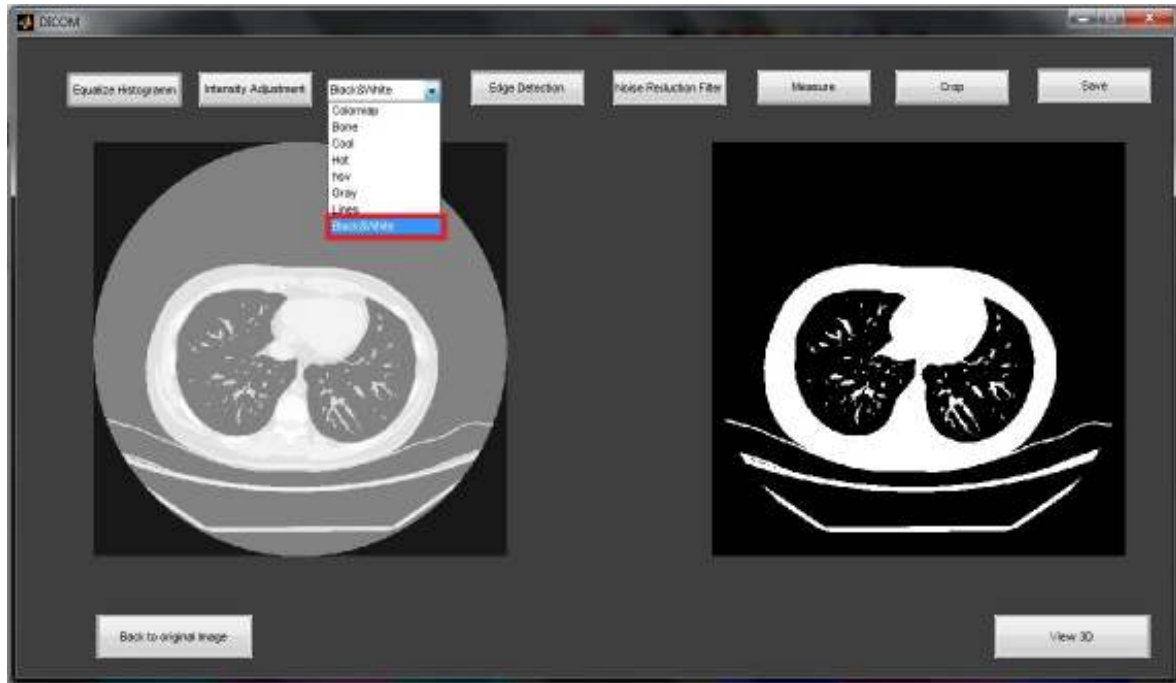 DICOM
Equalize Histogramm
Intensity Adjustment
Black&White
Edge Detection
Noise Reduction Filter
Measure
Crop
Save
Colormap
Bone
Cool
Hot
hsv
Gray
Lines
Black&White
Back to original image
View 3D